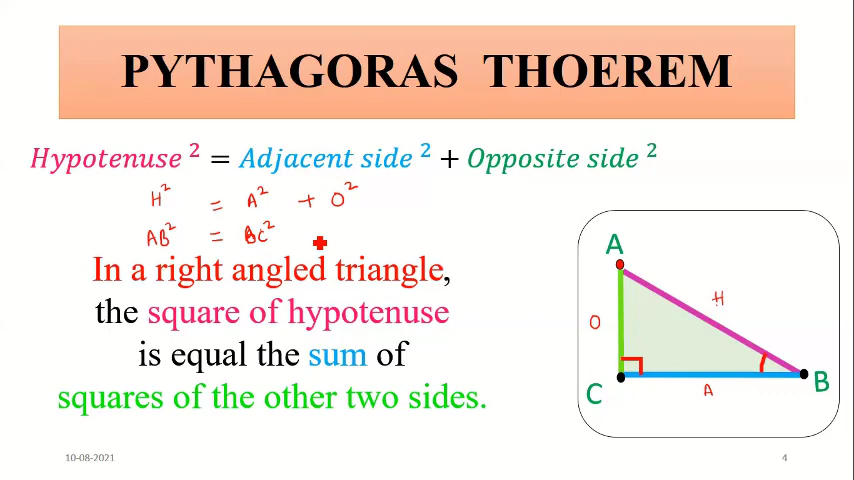 PYTHAGORAS THOEREM
Hypotenuse ² = Adjacent side ² + Opposite side ²
H² = A² + O²
AB² = BC²
In a right angled triangle,
the square of hypotenuse
is equal the sum of
squares of the other two sides.
A
H
O
C
A
B
10-08-2021
4